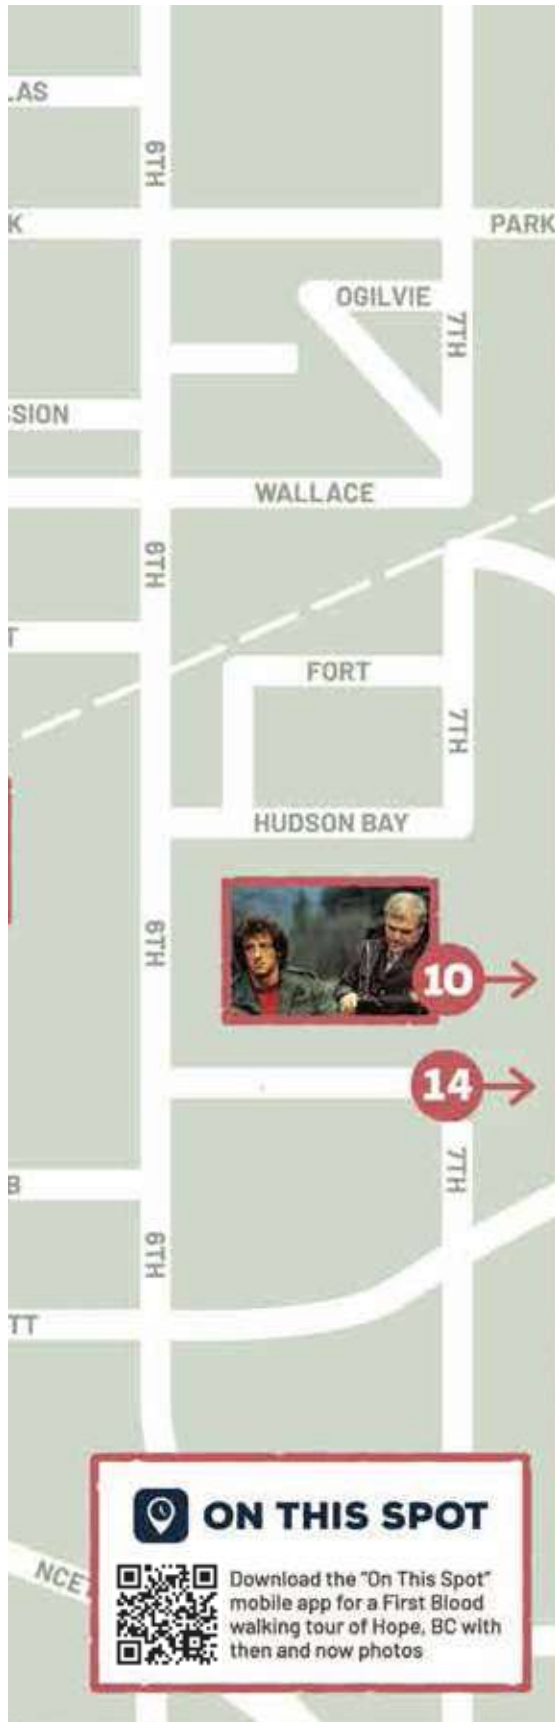 LAS
6TH
K
PARK
OGILVIE
7TH
SSION
WALLACE
6TH
T
FORT
7TH
HUDSON BAY
6TH
10
14
7TH
B
6TH
TT
ON THIS SPOT
NCE
Download the "On This Spot"
mobile app for a First Blood
walking tour of Hope, BC with
then and now photos